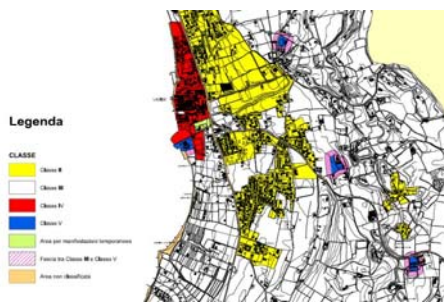 Legenda
CLASSE
Classe II
Classe III
Classe IV
Classe V
Area per manifestazioni temporanee
Fascia tra Classe III e Classe V
Area non classificata